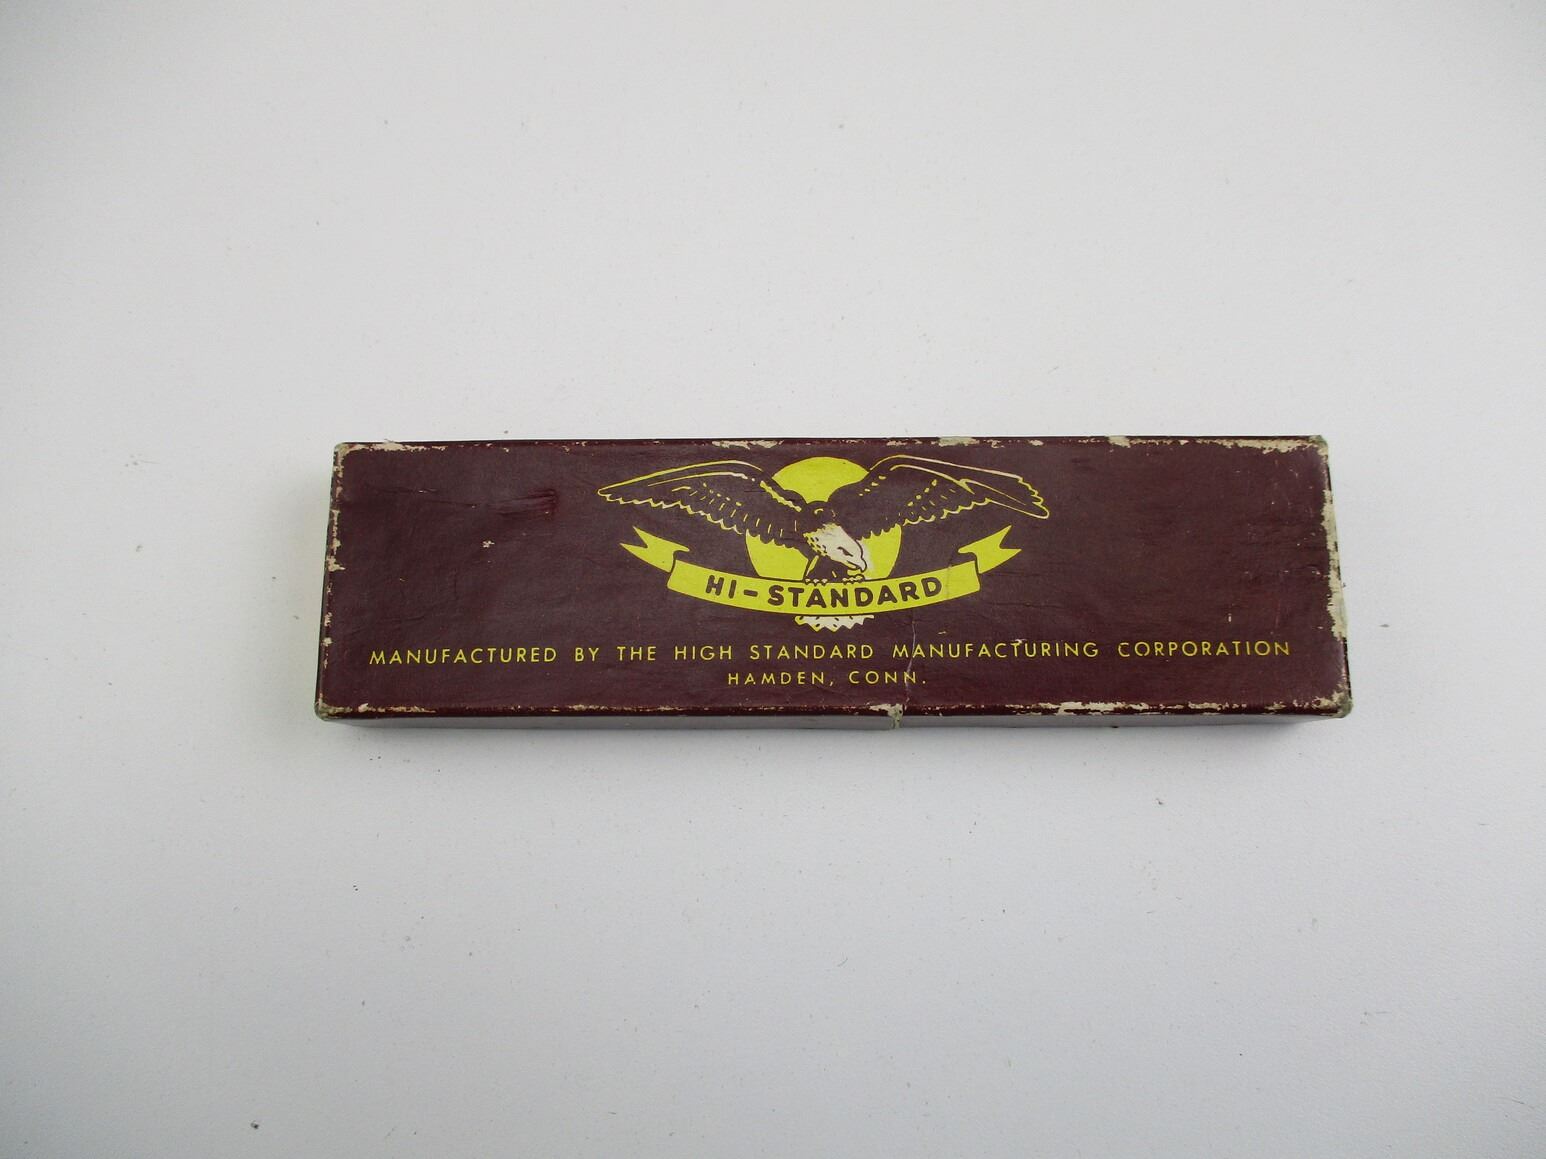 HI-STANDARD
MANUFACTURED BY THE HIGH STANDARD MANUFACTURING CORPORATION
HAMDEN, CONN.